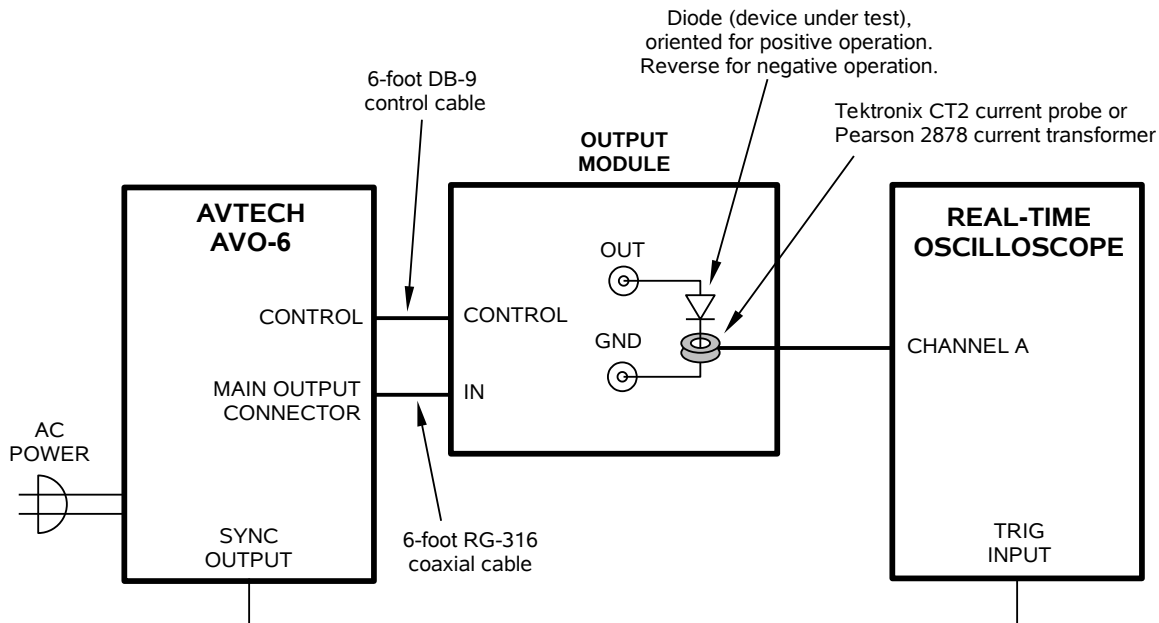 Diode (device under test),
oriented for positive operation.
Reverse for negative operation.
6-foot DB-9
control cable
Tektronix CT2 current probe or
Pearson 2878 current transformer
OUTPUT
MODULE
AVTECH
AVO-6
REAL-TIME
OSCILLOSCOPE
OUT
CONTROL
CONTROL
GND
CHANNEL A
MAIN OUTPUT
CONNECTOR
IN
AC
POWER
SYNC
OUTPUT
6-foot RG-316
coaxial cable
TRIG
INPUT